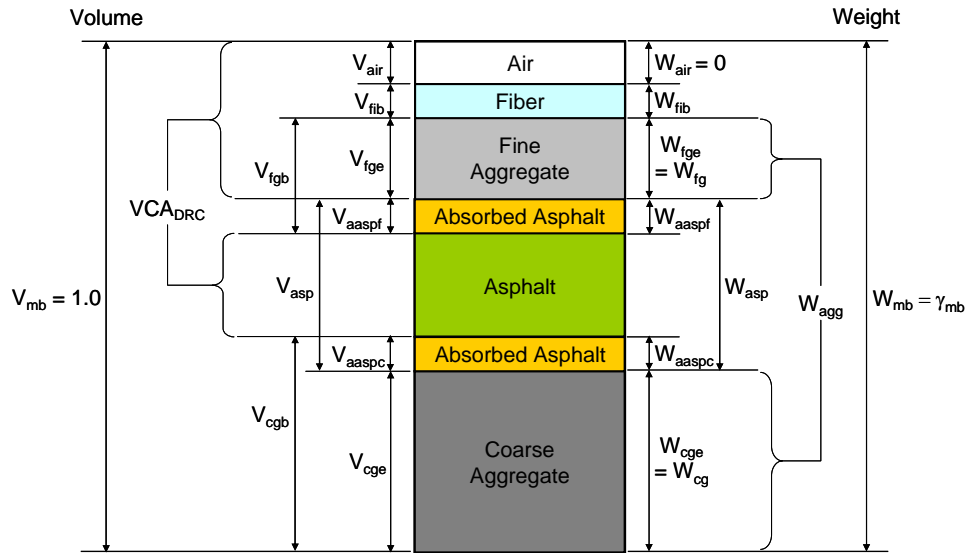 Volume
Weight
V_air
Air
W_air = 0
V_fib
Fiber
W_fib
V_fgb
V_fge
Fine
Aggregate
W_fge
= W_fg
VCA_DRC
V_aaspf
Absorbed Asphalt
W_aaspf
V_mb = 1.0
V_asp
Asphalt
W_asp
W_agg
W_mb = γ_mb
V_aaspc
Absorbed Asphalt
W_aaspc
V_cgb
V_cge
Coarse
Aggregate
W_cge
= W_cg